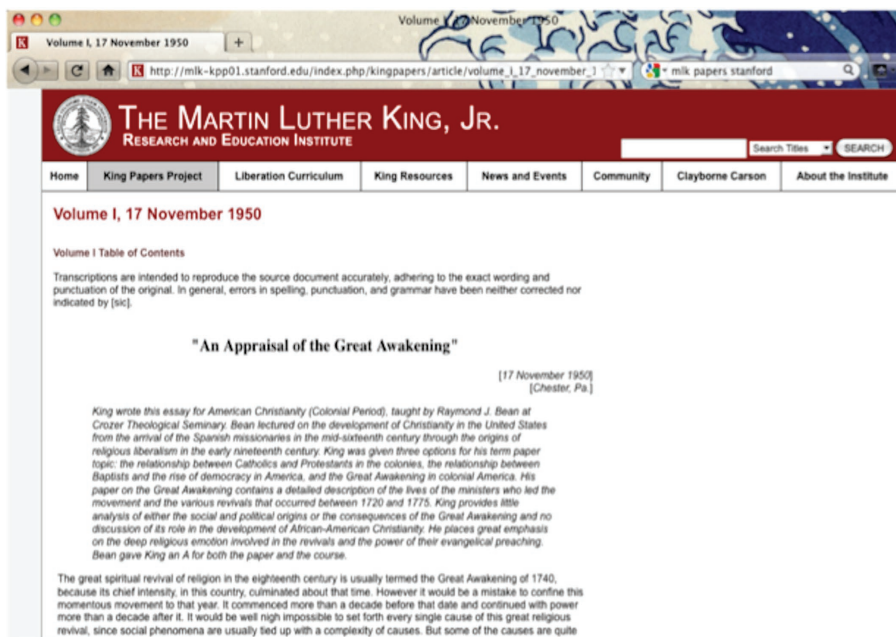 Volume I, 17 November 1950
Volume I, 17 November 1950
+
http://mlk-kpp01.stanford.edu/index.php/kingpapers/article/volume_I_17_november_1
mlk papers stanford
THE MARTIN LUTHER KING, JR.
RESEARCH AND EDUCATION INSTITUTE
Search Titles SEARCH
Home King Papers Project Liberation Curriculum King Resources News and Events Community Clayborne Carson About the Institute
Volume I, 17 November 1950
Volume I Table of Contents
Transcriptions are intended to reproduce the source document accurately, adhering to the exact wording and
punctuation of the original. In general, errors in spelling, punctuation, and grammar have been neither corrected nor
indicated by [sic].
"An Appraisal of the Great Awakening"
[17 November 1950]
[Chester, Pa.]
King wrote this essay for American Christianity (Colonial Period), taught by Raymond J. Bean at
Crozer Theological Seminary. Bean lectured on the development of Christianity in the United States
from the arrival of the Spanish missionaries in the mid-sixteenth century through the origins of
religious liberalism in the early nineteenth century. King was given three options for his term paper
topic: the relationship between Catholics and Protestants in the colonies, the relationship between
Baptists and the rise of democracy in America, and the Great Awakening in colonial America. His
paper on the Great Awakening contains a detailed description of the lives of the ministers who led the
movement and the various revivals that occurred between 1720 and 1775. King provides little
analysis of either the social and political origins or the consequences of the Great Awakening and no
discussion of its role in the development of African-American Christianity. He places great emphasis
on the deep religious emotion involved in the revivals and the power of their evangelical preaching.
Bean gave King an A for both the paper and the course.
The great spiritual revival of religion in the eighteenth century is usually termed the Great Awakening of 1740,
because its chief intensity, in this country, culminated about that time. However it would be a mistake to confine this
momentous movement to that year. It commenced more than a decade before that date and continued with power
more than a decade after it. It would be well nigh impossible to set forth every single cause of this great religious
revival, since social phenomena are usually tied up with a complexity of causes. But some of the causes are quite